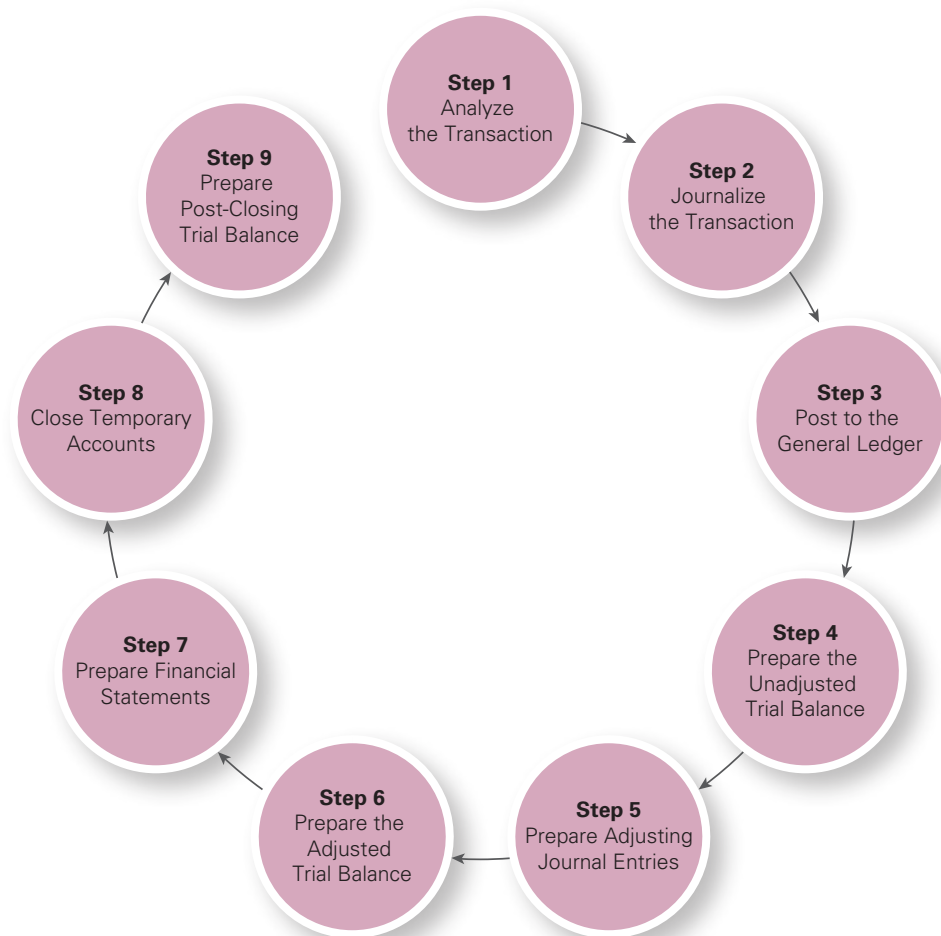 Step 1
Analyze
the Transaction
Step 2
Journalize
the Transaction
Step 3
Post to the
General Ledger
Step 4
Prepare the
Unadjusted
Trial Balance
Step 5
Prepare Adjusting
Journal Entries
Step 6
Prepare the
Adjusted
Trial Balance
Step 7
Prepare Financial
Statements
Step 8
Close Temporary
Accounts
Step 9
Prepare
Post-Closing
Trial Balance